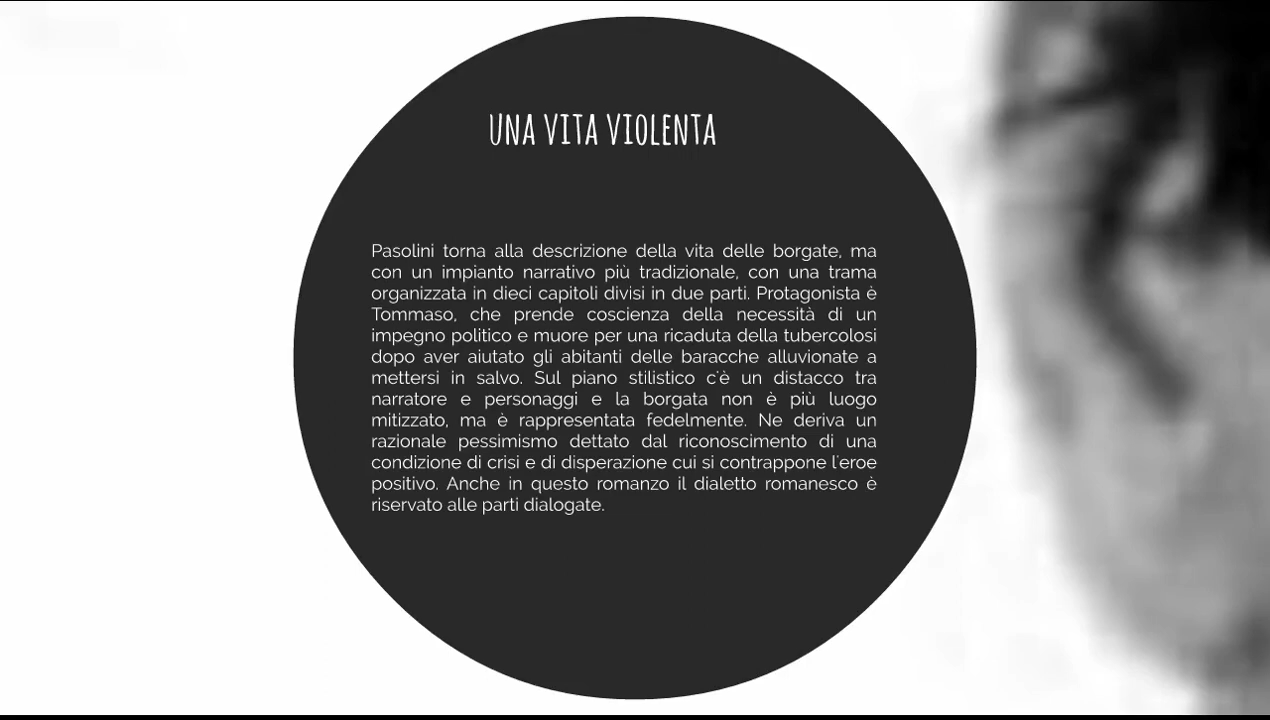 UNA VITA VIOLENTA
Pasolini torna alla descrizione della vita delle borgate, ma
con un impianto narrativo più tradizionale, con una trama
organizzata in dieci capitoli divisi in due parti. Protagonista è
Tommaso, che prende coscienza della necessità di un
impegno politico e muore per una ricaduta della tubercolosi
dopo aver aiutato gli abitanti delle baracche alluvionate a
mettersi in salvo. Sul piano stilistico c'è un distacco tra
narratore e personaggi e la borgata non è più luogo
mitizzato, ma è rappresentata fedelmente. Ne deriva un
razionale pessimismo dettato dal riconoscimento di una
condizione di crisi e di disperazione cui si contrappone l'eroe
positivo. Anche in questo romanzo il dialetto romanesco è
riservato alle parti dialogate.